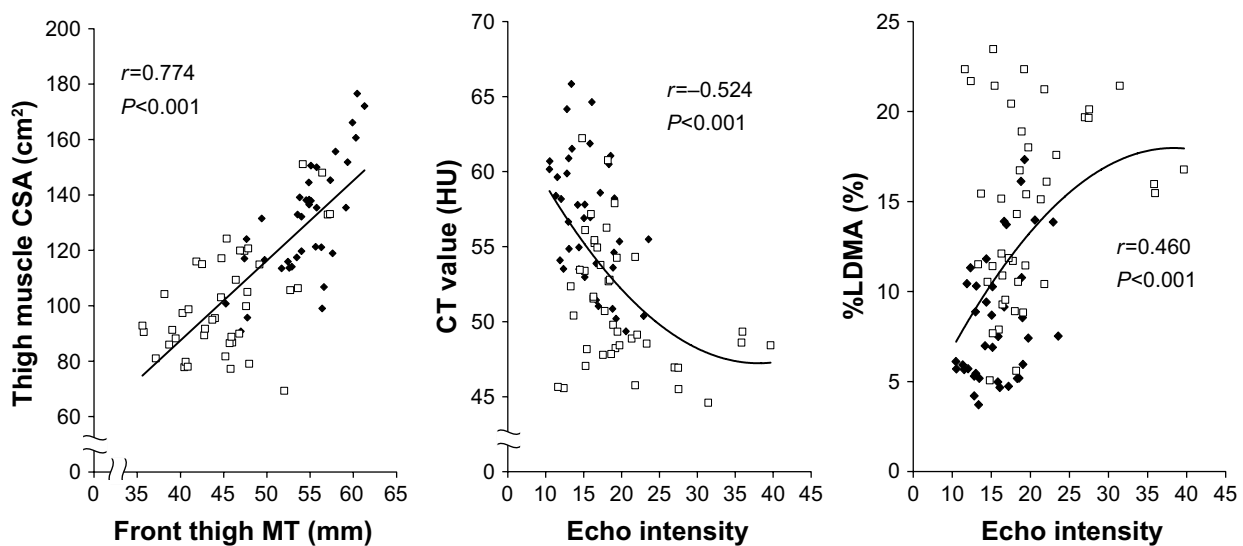 200
180
160
140
120
100
80
60
0
Thigh muscle CSA (cm²)
r=0.774
P<0.001
0 35 40 45 50 55 60 65
Front thigh MT (mm)
70
65
60
55
50
45
0
CT value (HU)
r=–0.524
P<0.001
0 5 10 15 20 25 30 35 40 45
Echo intensity
25
20
15
10
5
0
%LDMA (%)
r=0.460
P<0.001
0 5 10 15 20 25 30 35 40 45
Echo intensity